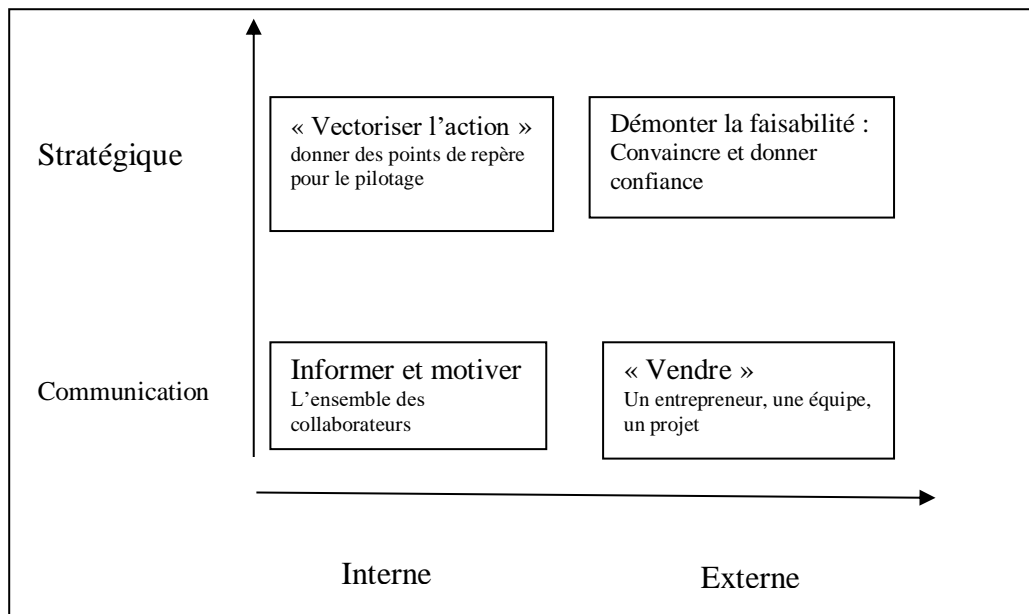 Stratégique
« Vectoriser l’action »
donner des points de repère
pour le pilotage
Démonter la faisabilité :
Convaincre et donner
confiance
Communication
Informer et motiver
L’ensemble des
collaborateurs
« Vendre »
Un entrepreneur, une équipe,
un projet
Interne
Externe